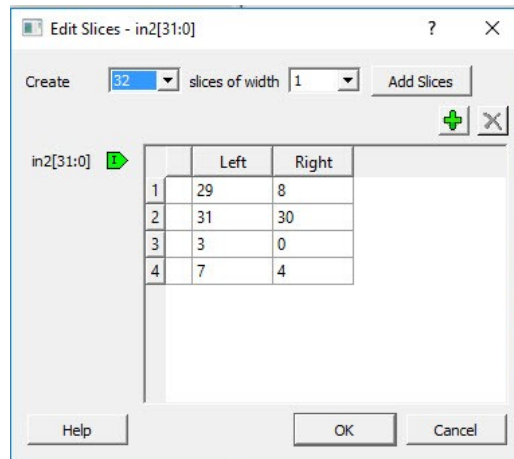 Edit Slices - in2[31:0] ?
Create 32 slices of width 1 Add Slices
in2[31:0] I
Left Right
1 29 8
2 31 30
3 3 0
4 7 4
Help OK Cancel